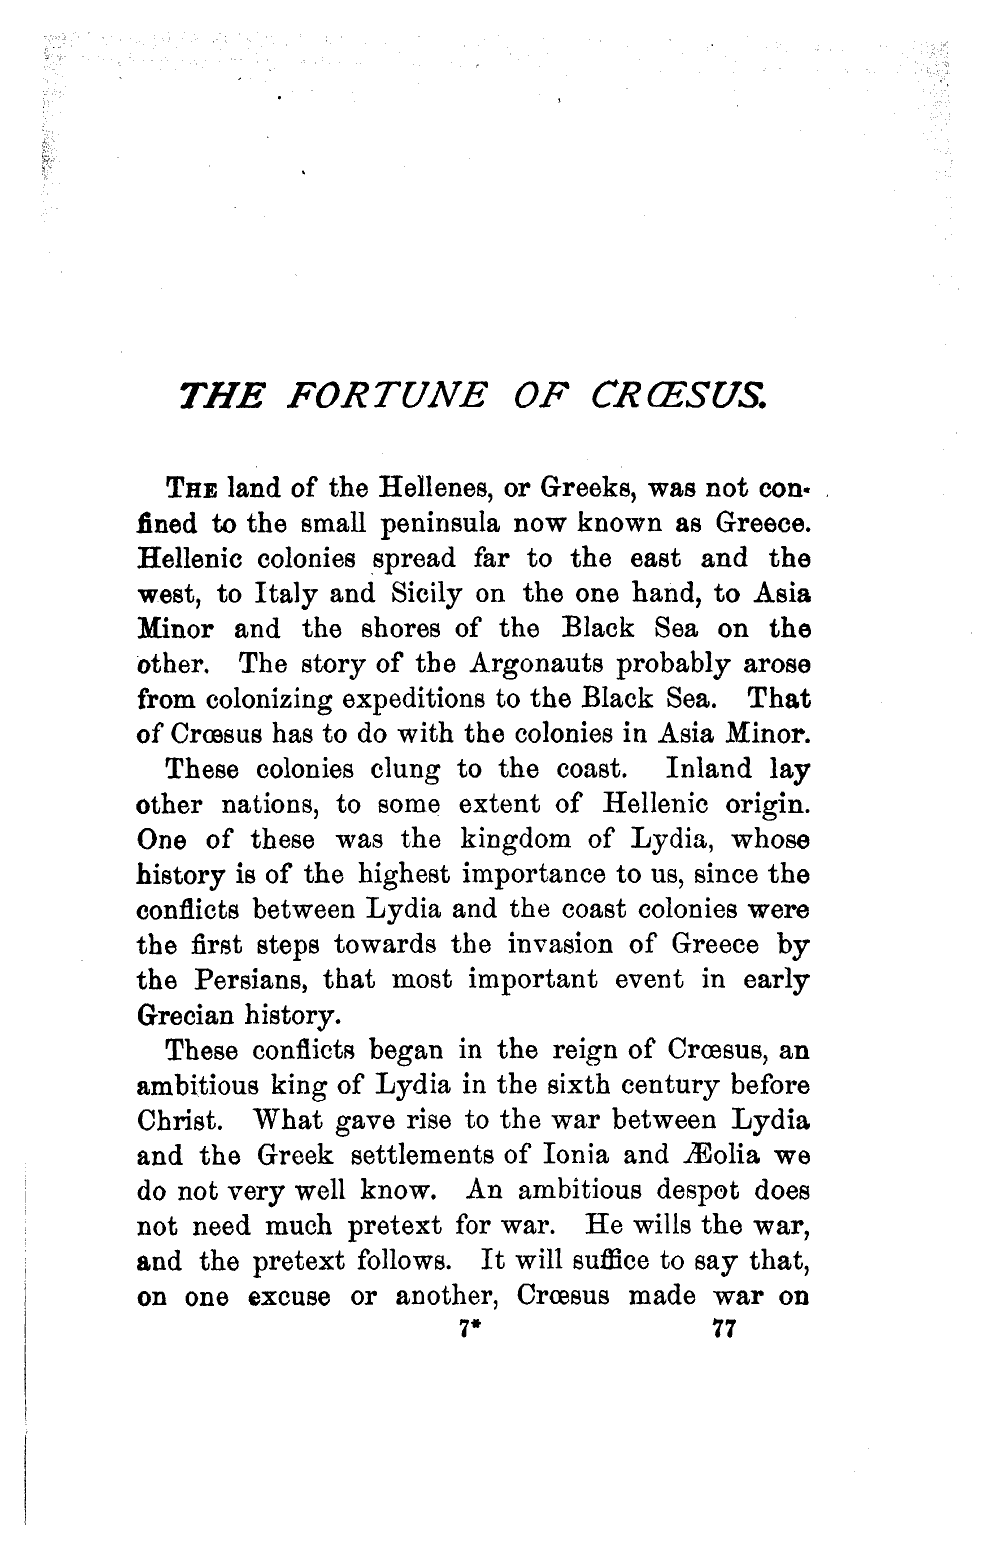 THE FORTUNE OF CRŒSUS.
THE land of the Hellenes, or Greeks, was not con-
fined to the small peninsula now known as Greece.
Hellenic colonies spread far to the east and the
west, to Italy and Sicily on the one hand, to Asia
Minor and the shores of the Black Sea on the
other. The story of the Argonauts probably arose
from colonizing expeditions to the Black Sea. That
of Crœsus has to do with the colonies in Asia Minor.
These colonies clung to the coast. Inland lay
other nations, to some extent of Hellenic origin.
One of these was the kingdom of Lydia, whose
history is of the highest importance to us, since the
conflicts between Lydia and the coast colonies were
the first steps towards the invasion of Greece by
the Persians, that most important event in early
Grecian history.
These conflicts began in the reign of Crœsus, an
ambitious king of Lydia in the sixth century before
Christ. What gave rise to the war between Lydia
and the Greek settlements of Ionia and Æolia we
do not very well know. An ambitious despot does
not need much pretext for war. He wills the war,
and the pretext follows. It will suffice to say that,
on one excuse or another, Crœsus made war on
7* 77